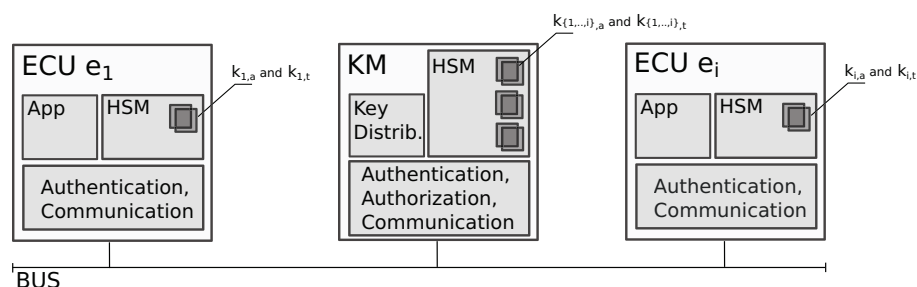 k{1,..,i},a and k{1,..,i},t
ECU e1
k1,a and k1,t
App
HSM
Authentication,
Communication
KM
HSM
Key
Distrib.
Authentication,
Authorization,
Communication
ECU ei
ki,a and ki,t
App
HSM
Authentication,
Communication
BUS